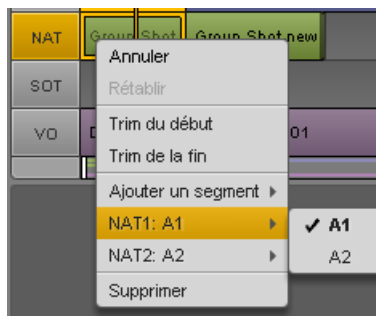 NAT
Group Shot
Group Shot new
Annuler
SOT
Rétablir
Trim du début
VO
01
Trim de la fin
Ajouter un segment
NAT1: A1
A1
NAT2: A2
A2
Supprimer